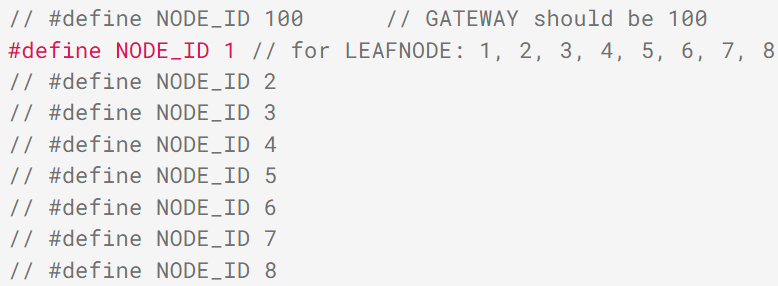 // #define NODE_ID 100      // GATEWAY should be 100
#define NODE_ID 1 // for LEAFNODE: 1, 2, 3, 4, 5, 6, 7, 8
// #define NODE_ID 2
// #define NODE_ID 3
// #define NODE_ID 4
// #define NODE_ID 5
// #define NODE_ID 6
// #define NODE_ID 7
// #define NODE_ID 8